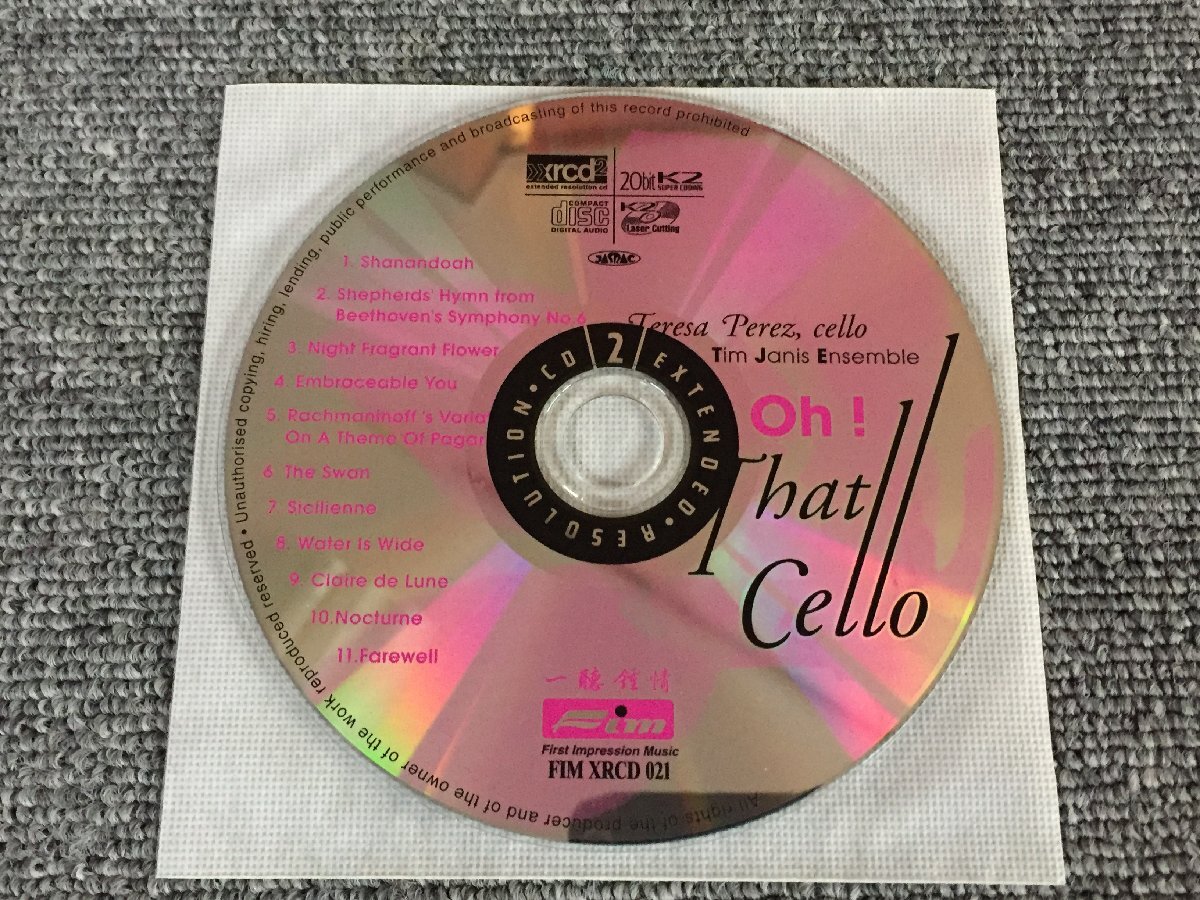 Unauthorised copying, hiring, lending, public performance and broadcasting of this record prohibited
xrcd2
extended resolution cd
20bit K2
SUPER CODING
COMPACT
disc
DIGITAL AUDIO
K2
Laser Cutting
JASRAC
1. Shanandoah
2. Shepherds' Hymn from
Beethoven's Symphony No.6
3. Night Fragrant Flower
4. Embraceable You
5. Rachmaninoff 's Varia
On A Theme Of Pagan
6 The Swan
7. Sicilienne
8. Water Is Wide
9. Claire de Lune
10.Nocturne
11.Farewell
Teresa Perez, cello
Tim Janis Ensemble
Oh !
That
Cello
2 EXTENDED • RESOLUTION • CD
一聽鍾情
Fim
First Impression Music
FIM XRCD 021
All rights of the producer and of the owner of the work reproduced reserved •